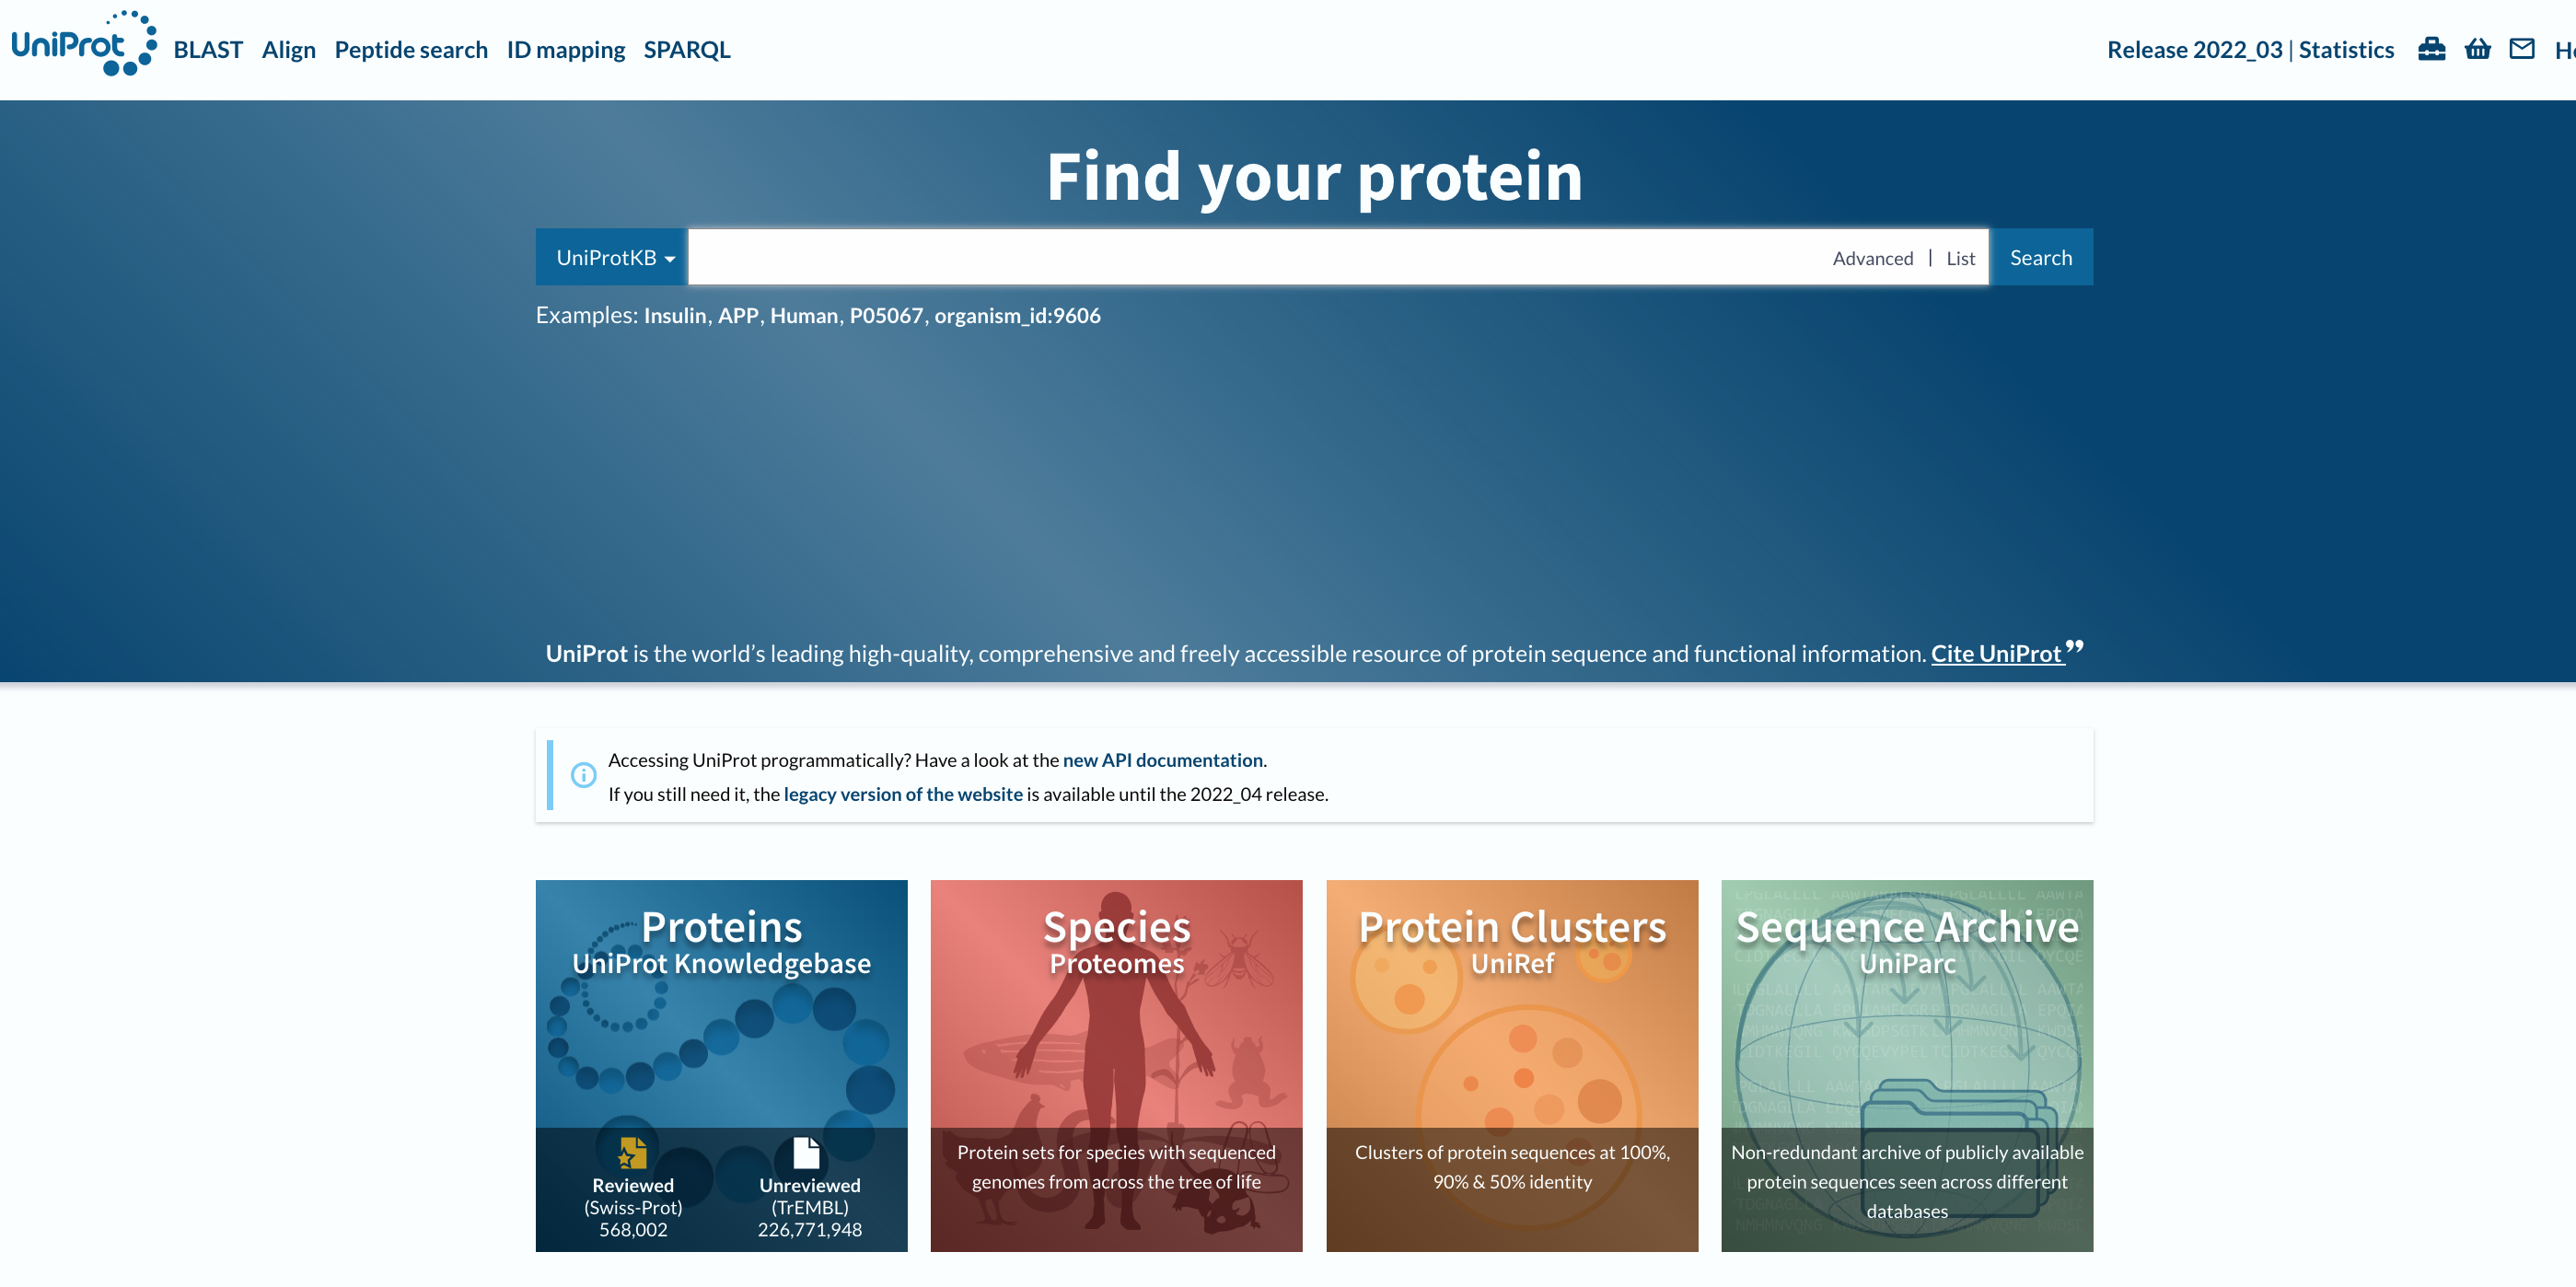 UniProt BLAST Align Peptide search ID mapping SPARQL Release 2022_03 | Statistics
Find your protein
UniProtKB Advanced | List Search
Examples: Insulin, APP, Human, P05067, organism_id:9606
UniProt is the world’s leading high-quality, comprehensive and freely accessible resource of protein sequence and functional information. Cite UniProt ”
Accessing UniProt programmatically? Have a look at the new API documentation.
If you still need it, the legacy version of the website is available until the 2022_04 release.
Proteins
UniProt Knowledgebase
Reviewed
(Swiss-Prot)
568,002
Unreviewed
(TrEMBL)
226,771,948
Species
Proteomes
Protein sets for species with sequenced
genomes from across the tree of life
Protein Clusters
UniRef
Clusters of protein sequences at 100%,
90% & 50% identity
Sequence Archive
UniParc
Non-redundant archive of publicly available
protein sequences seen across different
databases